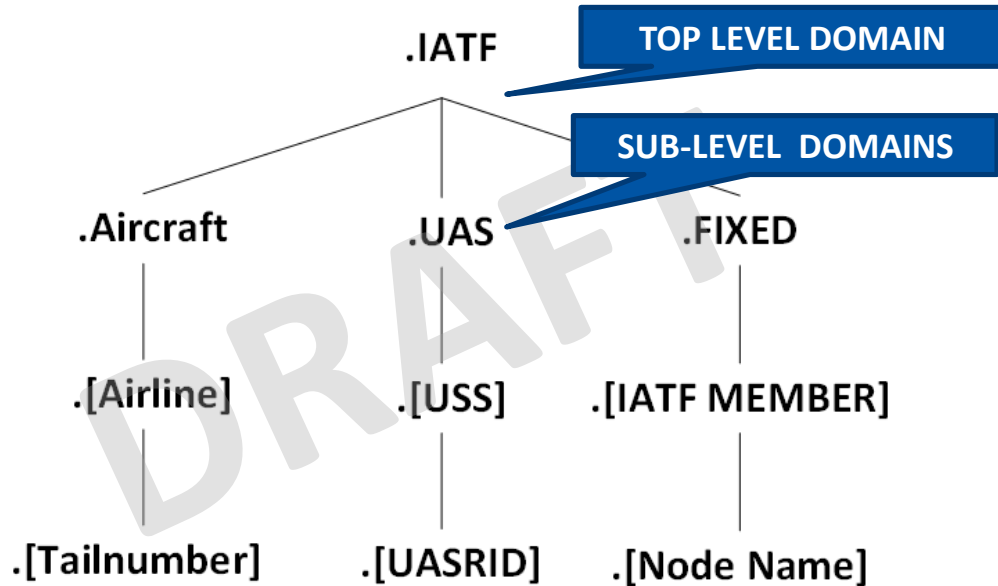 .IATF
TOP LEVEL DOMAIN
SUB-LEVEL DOMAINS
.Aircraft
.UAS
.FIXED
DRAFT
.[Airline]
.[USS]
.[IATF MEMBER]
.[Tailnumber]
.[UASRID]
.[Node Name]